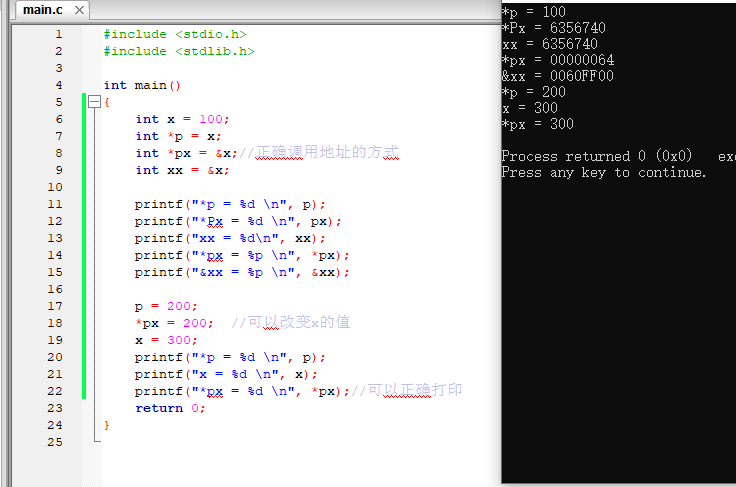 main.c
1 #include <stdio.h>
2 #include <stdlib.h>
3
4 int main()
5 {
6 int x = 100;
7 int *p = x;
8 int *px = &x;//正确调用地址的方式
9 int xx = &x;
10
11 printf("*p = %d \n", p);
12 printf("*Px = %d \n", px);
13 printf("xx = %d\n", xx);
14 printf("*px = %p \n", *px);
15 printf("&xx = %p \n", &xx);
16
17 p = 200;
18 *px = 200; //可以改变x的值
19 x = 300;
20 printf("*p = %d \n", p);
21 printf("x = %d \n", x);
22 printf("*px = %d \n", *px);//可以正确打印
23 return 0;
24 }
25
*p = 100
*Px = 6356740
xx = 6356740
*px = 00000064
&xx = 0060FF00
*p = 200
x = 300
*px = 300
Process returned 0 (0x0) exe
Press any key to continue.